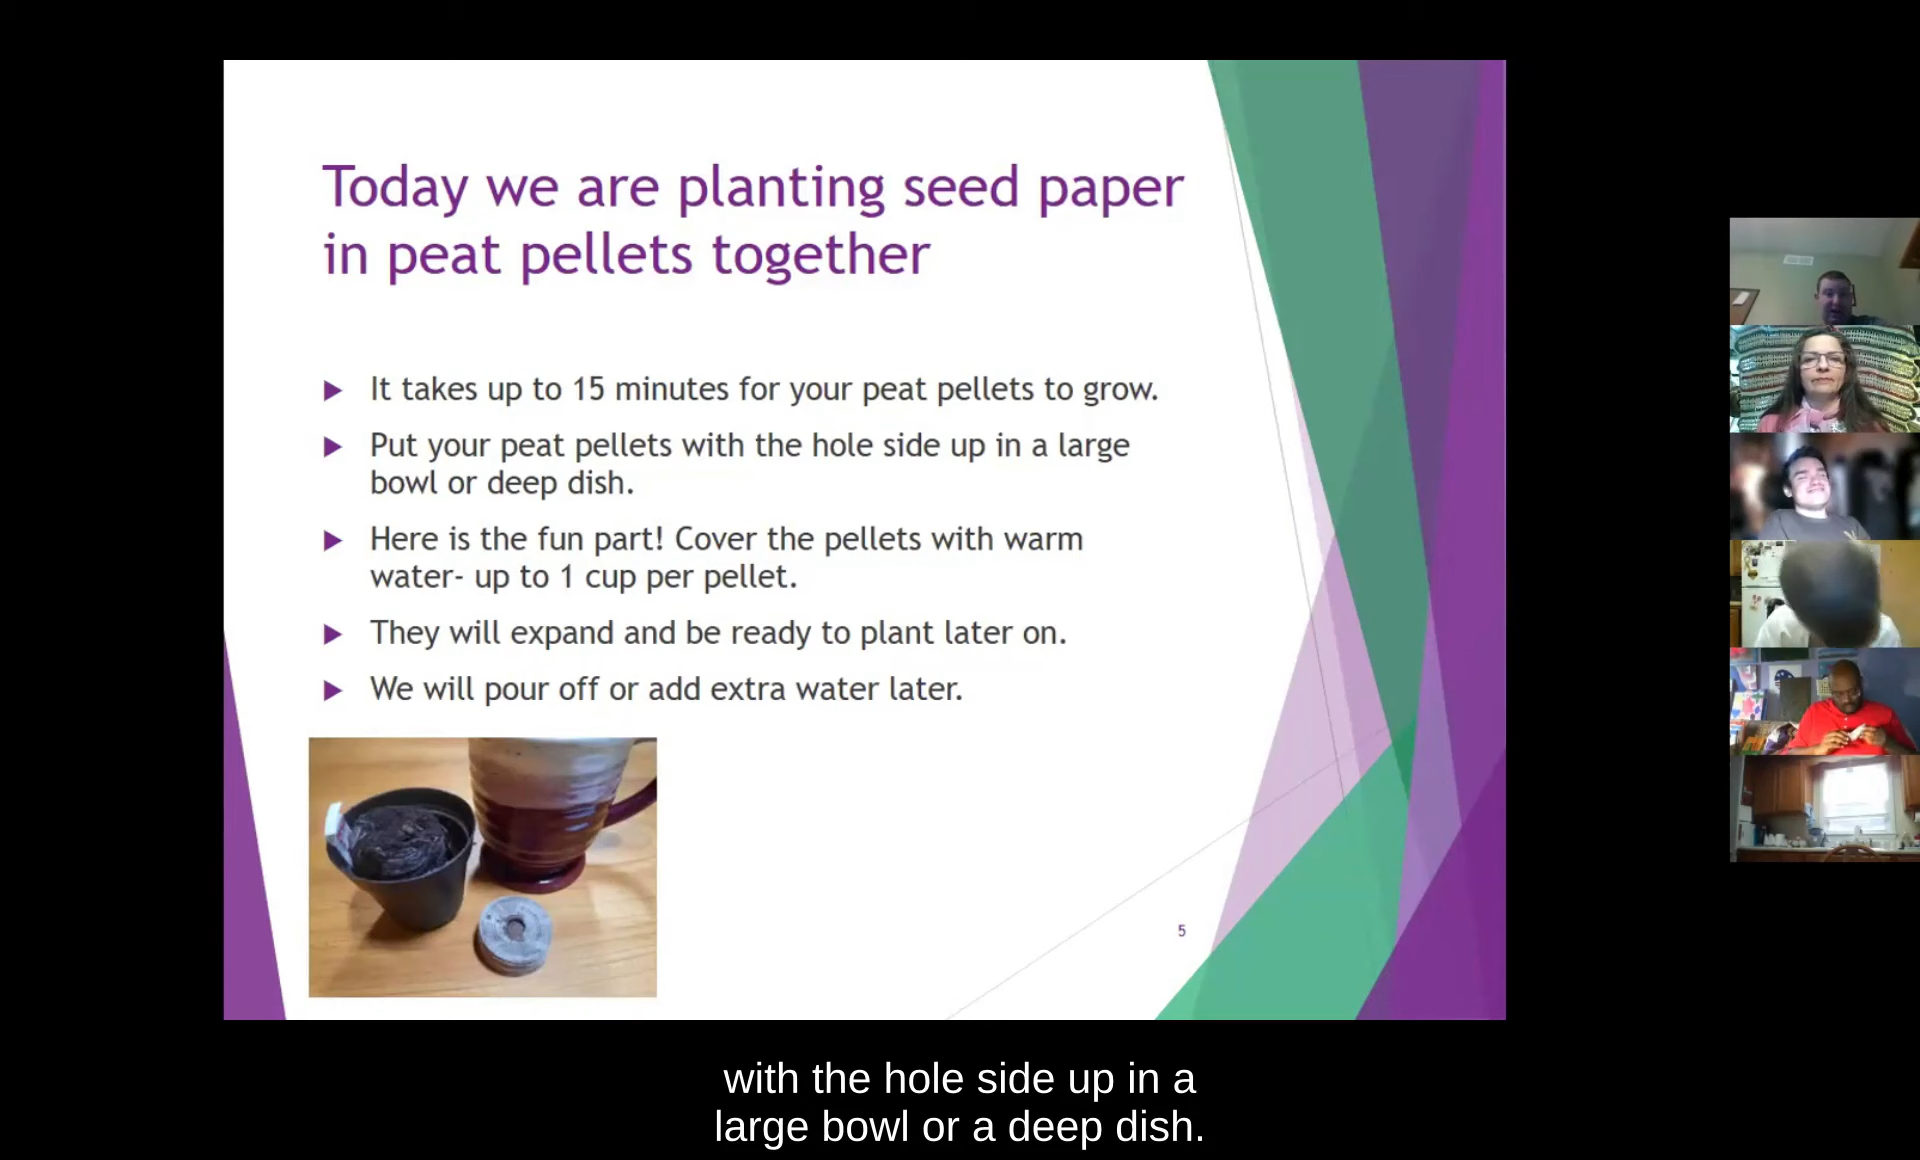 Today we are planting seed paper
in peat pellets together
It takes up to 15 minutes for your peat pellets to grow.
Put your peat pellets with the hole side up in a large
bowl or deep dish.
Here is the fun part! Cover the pellets with warm
water- up to 1 cup per pellet.
They will expand and be ready to plant later on.
We will pour off or add extra water later.
5
with the hole side up in a
large bowl or a deep dish.